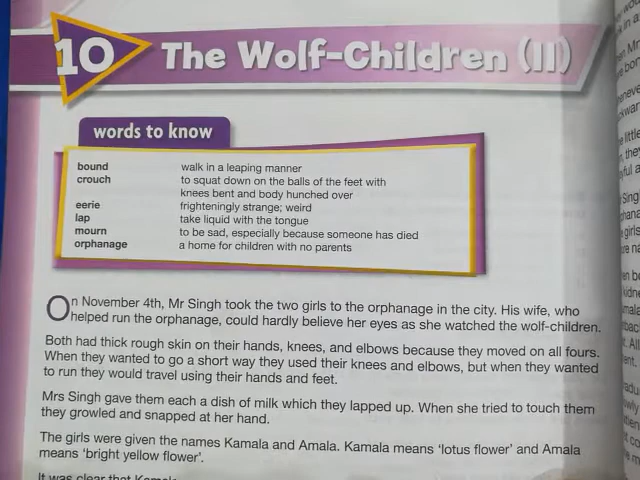 10 The Wolf-Children (II)
words to know
bound walk in a leaping manner
crouch to squat down on the balls of the feet with
knees bent and body hunched over
eerie frighteningly strange; weird
lap take liquid with the tongue
mourn to be sad, especially because someone has died
orphanage a home for children with no parents
On November 4th, Mr Singh took the two girls to the orphanage in the city. His wife, who
helped run the orphanage, could hardly believe her eyes as she watched the wolf-children.
Both had thick rough skin on their hands, knees, and elbows because they moved on all fours.
When they wanted to go a short way they used their knees and elbows, but when they wanted
to run they would travel using their hands and feet.
Mrs Singh gave them each a dish of milk which they lapped up. When she tried to touch them
they growled and snapped at her hand.
The girls were given the names Kamala and Amala. Kamala means ‘lotus flower’ and Amala
means ‘bright yellow flower’.
It was clear that Kamala